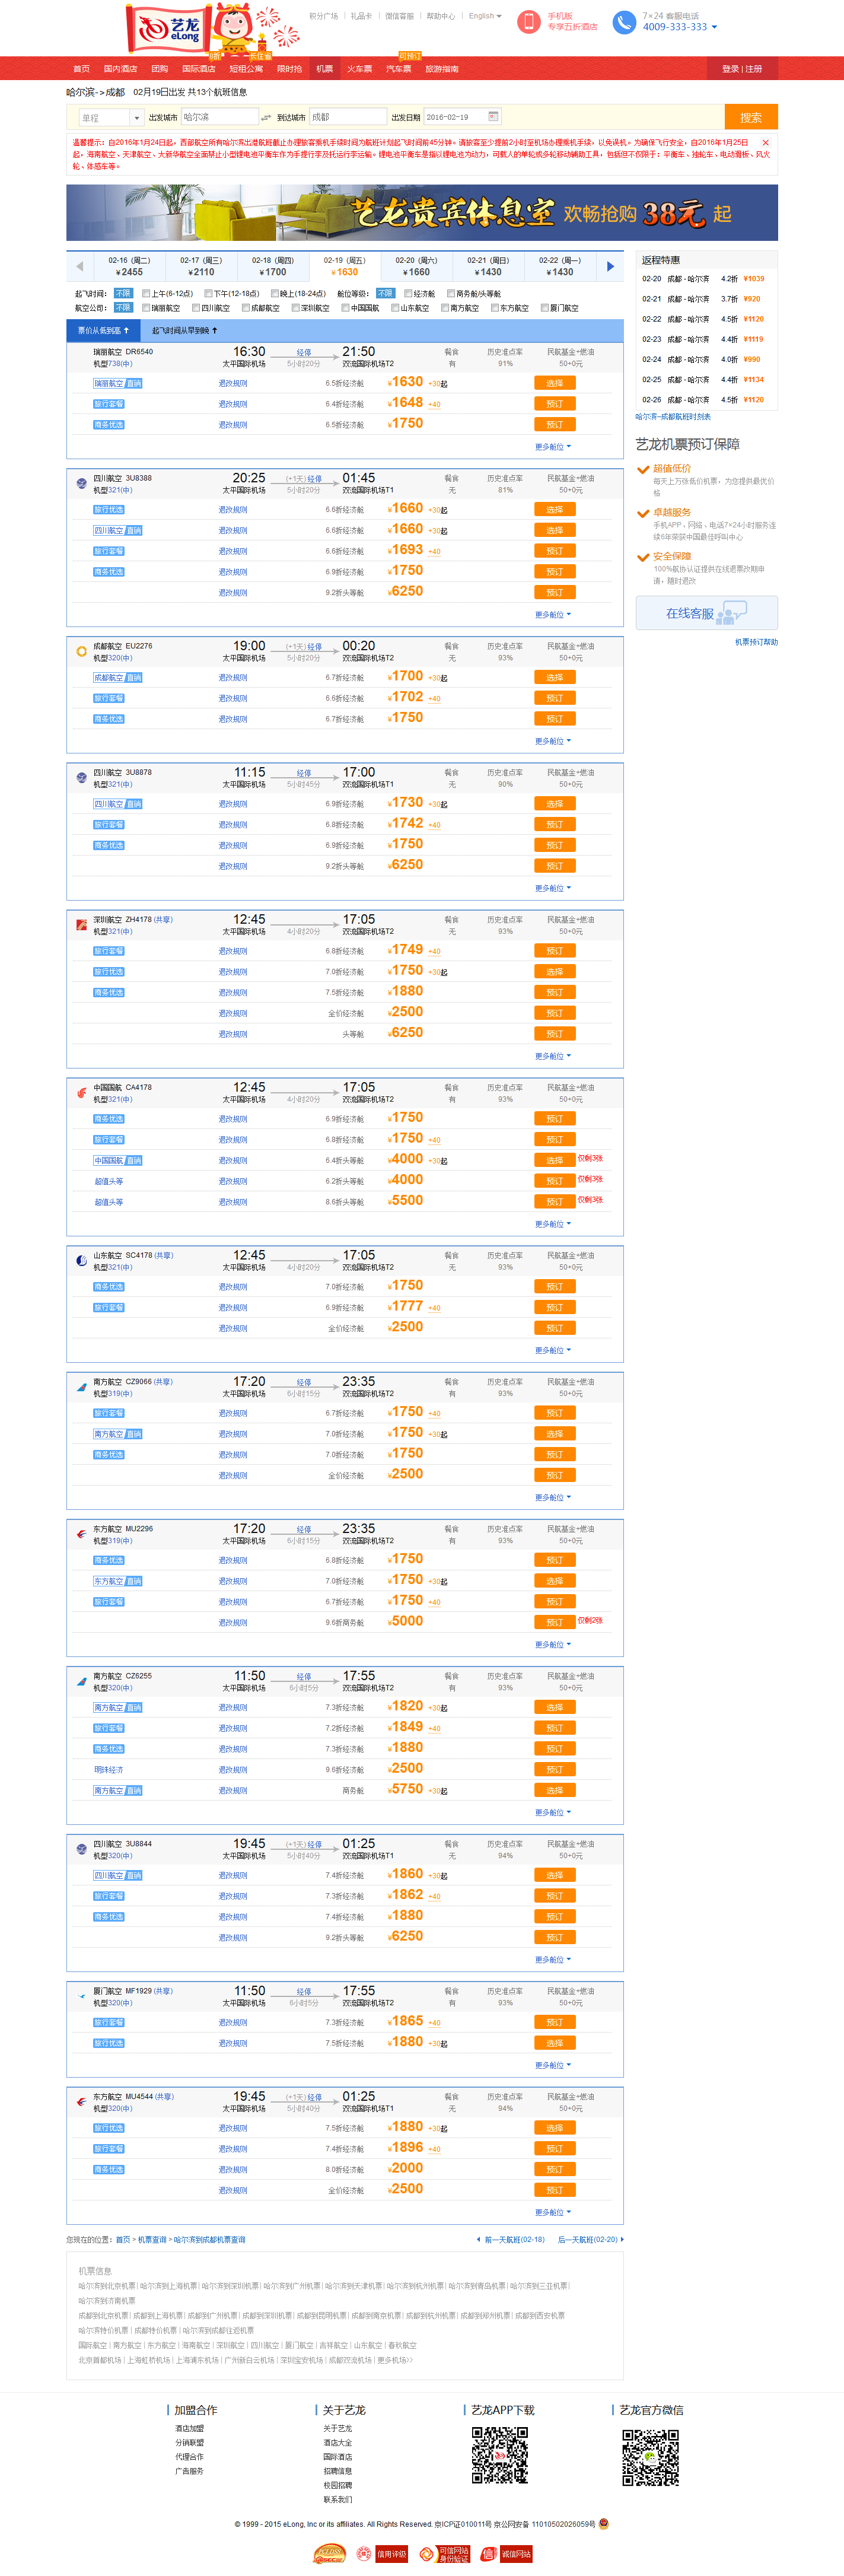 艺龙 eLong
积分广场 | 礼品卡 | 微信客服 | 帮助中心 | English
手机版
专享五折酒店
7×24 客服电话
4009-333-333
首页 国内酒店 团购 国际酒店 短租公寓 限时抢 机票 火车票 汽车票 旅游指南 登录 | 注册
哈尔滨->成都 02月19日出发 共13个航班信息
单程 出发城市 哈尔滨 到达城市 成都 出发日期 2016-02-19 搜索
温馨提示:自2016年1月24日起,西部航空所有哈尔滨出港航班截止办理旅客乘机手续时间为航班计划起飞时间前45分钟。请旅客至少提前2小时至机场办理乘机手续,以免误机。为确保飞行安全,自2016年1月25日
起,海南航空、天津航空、大新华航空全面禁止小型锂电池平衡车作为手提行李及托运行李运输。锂电池平衡车是指以锂电池为动力,可载人的单轮或多轮移动辅助工具,包括但不仅限于:平衡车、独轮车、电动滑板、风火
轮、体感车等。
艺龙贵宾休息室 欢畅抢购 38元 起
02-16(周二) 02-17(周三) 02-18(周四) 02-19(周五) 02-20(周六) 02-21(周日) 02-22(周一)
¥2455 ¥2110 ¥1700 ¥1630 ¥1660 ¥1430 ¥1430
起飞时间: 不限 上午(6-12点) 下午(12-18点) 晚上(18-24点) 舱位等级: 不限 经济舱 商务舱/头等舱
航空公司: 不限 瑞丽航空 四川航空 成都航空 深圳航空 中国国航 山东航空 南方航空 东方航空 厦门航空
票价从低到高 起飞时间从早到晚
瑞丽航空 DR6540 16:30 经停 21:50 餐食 历史准点率 民航基金+燃油
机型738(中) 太平国际机场 5小时20分 双流国际机场T2 有 91% 50+0元
瑞丽航空 直销 退改规则 6.5折经济舱 ¥1630 +30起 选择
旅行套餐 退改规则 6.4折经济舱 ¥1648 +40 预订
商务优选 退改规则 6.5折经济舱 ¥1750 预订
更多舱位
四川航空 3U8388 20:25 (+1天) 经停 01:45 餐食 历史准点率 民航基金+燃油
机型321(中) 太平国际机场 5小时20分 双流国际机场T1 无 81% 50+0元
旅行优选 退改规则 6.6折经济舱 ¥1660 +30起 选择
四川航空 直销 退改规则 6.6折经济舱 ¥1660 +30起 选择
旅行套餐 退改规则 6.6折经济舱 ¥1693 +40 预订
商务优选 退改规则 6.9折经济舱 ¥1750 预订
退改规则 9.2折头等舱 ¥6250 预订
更多舱位
成都航空 EU2276 19:00 (+1天) 经停 00:20 餐食 历史准点率 民航基金+燃油
机型320(中) 太平国际机场 5小时20分 双流国际机场T2 无 93% 50+0元
成都航空 直销 退改规则 6.7折经济舱 ¥1700 +30起 选择
旅行套餐 退改规则 6.6折经济舱 ¥1702 +40 预订
商务优选 退改规则 6.7折经济舱 ¥1750 预订
更多舱位
四川航空 3U8878 11:15 经停 17:00 餐食 历史准点率 民航基金+燃油
机型321(中) 太平国际机场 5小时45分 双流国际机场T1 无 90% 50+0元
四川航空 直销 退改规则 6.9折经济舱 ¥1730 +30起 选择
旅行套餐 退改规则 6.8折经济舱 ¥1742 +40 预订
商务优选 退改规则 6.9折经济舱 ¥1750 预订
退改规则 9.2折头等舱 ¥6250 预订
更多舱位
深圳航空 ZH4178 (共享) 12:45 17:05 餐食 历史准点率 民航基金+燃油
机型321(中) 太平国际机场 4小时20分 双流国际机场T2 无 93% 50+0元
旅行套餐 退改规则 6.8折经济舱 ¥1749 +40 预订
旅行优选 退改规则 7.0折经济舱 ¥1750 +30起 选择
商务优选 退改规则 7.5折经济舱 ¥1880 预订
退改规则 全价经济舱 ¥2500 预订
退改规则 头等舱 ¥6250 预订
更多舱位
中国国航 CA4178 12:45 17:05 餐食 历史准点率 民航基金+燃油
机型321(中) 太平国际机场 4小时20分 双流国际机场T2 有 93% 50+0元
商务优选 退改规则 6.9折经济舱 ¥1750 预订
旅行套餐 退改规则 6.8折经济舱 ¥1750 +40 预订
中国国航 直销 退改规则 6.4折头等舱 ¥4000 +30起 选择 仅剩3张
超值头等 退改规则 6.2折头等舱 ¥4000 预订 仅剩3张
超值头等 退改规则 8.6折头等舱 ¥5500 预订 仅剩3张
更多舱位
山东航空 SC4178 (共享) 12:45 17:05 餐食 历史准点率 民航基金+燃油
机型321(中) 太平国际机场 4小时20分 双流国际机场T2 无 93% 50+0元
商务优选 退改规则 7.0折经济舱 ¥1750 预订
旅行套餐 退改规则 6.9折经济舱 ¥1777 +40 预订
退改规则 全价经济舱 ¥2500 预订
更多舱位
南方航空 CZ9066 (共享) 17:20 经停 23:35 餐食 历史准点率 民航基金+燃油
机型319(中) 太平国际机场 6小时15分 双流国际机场T2 有 93% 50+0元
旅行套餐 退改规则 6.7折经济舱 ¥1750 +40 预订
南方航空 直销 退改规则 7.0折经济舱 ¥1750 +30起 选择
商务优选 退改规则 7.0折经济舱 ¥1750 预订
退改规则 全价经济舱 ¥2500 预订
更多舱位
东方航空 MU2296 17:20 经停 23:35 餐食 历史准点率 民航基金+燃油
机型319(中) 太平国际机场 6小时15分 双流国际机场T2 有 93% 50+0元
商务优选 退改规则 6.8折经济舱 ¥1750 预订
东方航空 直销 退改规则 7.0折经济舱 ¥1750 +30起 选择
旅行套餐 退改规则 6.7折经济舱 ¥1750 +40 预订
退改规则 9.6折商务舱 ¥5000 预订 仅剩2张
更多舱位
南方航空 CZ6255 11:50 经停 17:55 餐食 历史准点率 民航基金+燃油
机型320(中) 太平国际机场 6小时5分 双流国际机场T2 有 93% 50+0元
南方航空 直销 退改规则 7.3折经济舱 ¥1820 +30起 选择
旅行套餐 退改规则 7.2折经济舱 ¥1849 +40 预订
商务优选 退改规则 7.3折经济舱 ¥1880 预订
明珠经济 退改规则 9.6折经济舱 ¥2500 预订
南方航空 直销 退改规则 商务舱 ¥5750 +30起 选择
更多舱位
四川航空 3U8844 19:45 (+1天) 经停 01:25 餐食 历史准点率 民航基金+燃油
机型320(中) 太平国际机场 5小时40分 双流国际机场T1 无 94% 50+0元
四川航空 直销 退改规则 7.4折经济舱 ¥1860 +30起 选择
旅行套餐 退改规则 7.3折经济舱 ¥1862 +40 预订
商务优选 退改规则 7.4折经济舱 ¥1880 预订
退改规则 9.2折头等舱 ¥6250 预订
更多舱位
厦门航空 MF1929 (共享) 11:50 经停 17:55 餐食 历史准点率 民航基金+燃油
机型320(中) 太平国际机场 6小时5分 双流国际机场T2 有 93% 50+0元
旅行套餐 退改规则 7.3折经济舱 ¥1865 +40 预订
旅行优选 退改规则 7.5折经济舱 ¥1880 +30起 选择
更多舱位
东方航空 MU4544 (共享) 19:45 (+1天) 经停 01:25 餐食 历史准点率 民航基金+燃油
机型320(中) 太平国际机场 5小时40分 双流国际机场T1 无 94% 50+0元
旅行优选 退改规则 7.5折经济舱 ¥1880 +30起 选择
旅行套餐 退改规则 7.4折经济舱 ¥1896 +40 预订
商务优选 退改规则 8.0折经济舱 ¥2000 预订
退改规则 全价经济舱 ¥2500 预订
更多舱位
返程特惠
02-20 成都 - 哈尔滨 4.2折 ¥1039
02-21 成都 - 哈尔滨 3.7折 ¥920
02-22 成都 - 哈尔滨 4.5折 ¥1120
02-23 成都 - 哈尔滨 4.4折 ¥1119
02-24 成都 - 哈尔滨 4.0折 ¥990
02-25 成都 - 哈尔滨 4.4折 ¥1134
02-26 成都 - 哈尔滨 4.5折 ¥1120
哈尔滨-成都航班时刻表
艺龙机票预订保障
超值低价
每天上万张低价机票,为您提供最优价
格
卓越服务
手机APP、网络、电话7×24小时服务连
续6年荣获中国最佳呼叫中心
安全保障
100%航协认证提供在线退票改期申
请,随时退改
在线客服
机票预订帮助
您现在的位置:首页 > 机票查询 > 哈尔滨到成都机票查询 前一天航班(02-18) 后一天航班(02-20)
机票信息
哈尔滨到北京机票| 哈尔滨到上海机票| 哈尔滨到深圳机票| 哈尔滨到广州机票| 哈尔滨到天津机票| 哈尔滨到杭州机票| 哈尔滨到青岛机票| 哈尔滨到三亚机票|
哈尔滨到济南机票
成都到北京机票| 成都到上海机票| 成都到广州机票| 成都到深圳机票| 成都到昆明机票| 成都到南京机票| 成都到杭州机票| 成都到郑州机票| 成都到西安机票
哈尔滨特价机票 | 成都特价机票 | 哈尔滨到成都往返机票
国际航空 | 南方航空 | 东方航空 | 海南航空 | 深圳航空 | 四川航空 | 厦门航空 | 吉祥航空 | 山东航空 | 春秋航空
北京首都机场 | 上海虹桥机场 | 上海浦东机场 | 广州新白云机场 | 深圳宝安机场 | 成都双流机场 | 更多机场>>
加盟合作 关于艺龙 艺龙APP下载 艺龙官方微信
酒店加盟 关于艺龙
分销联盟 酒店大全
代理合作 国际酒店
广告服务 招聘信息
校园招聘
联系我们
© 1999 - 2015 eLong, Inc or its affiliates. All Rights Reserved. 京ICP证010011号 京公网安备 11010502026059号
信用评级 可信网站 身份验证 诚信网站